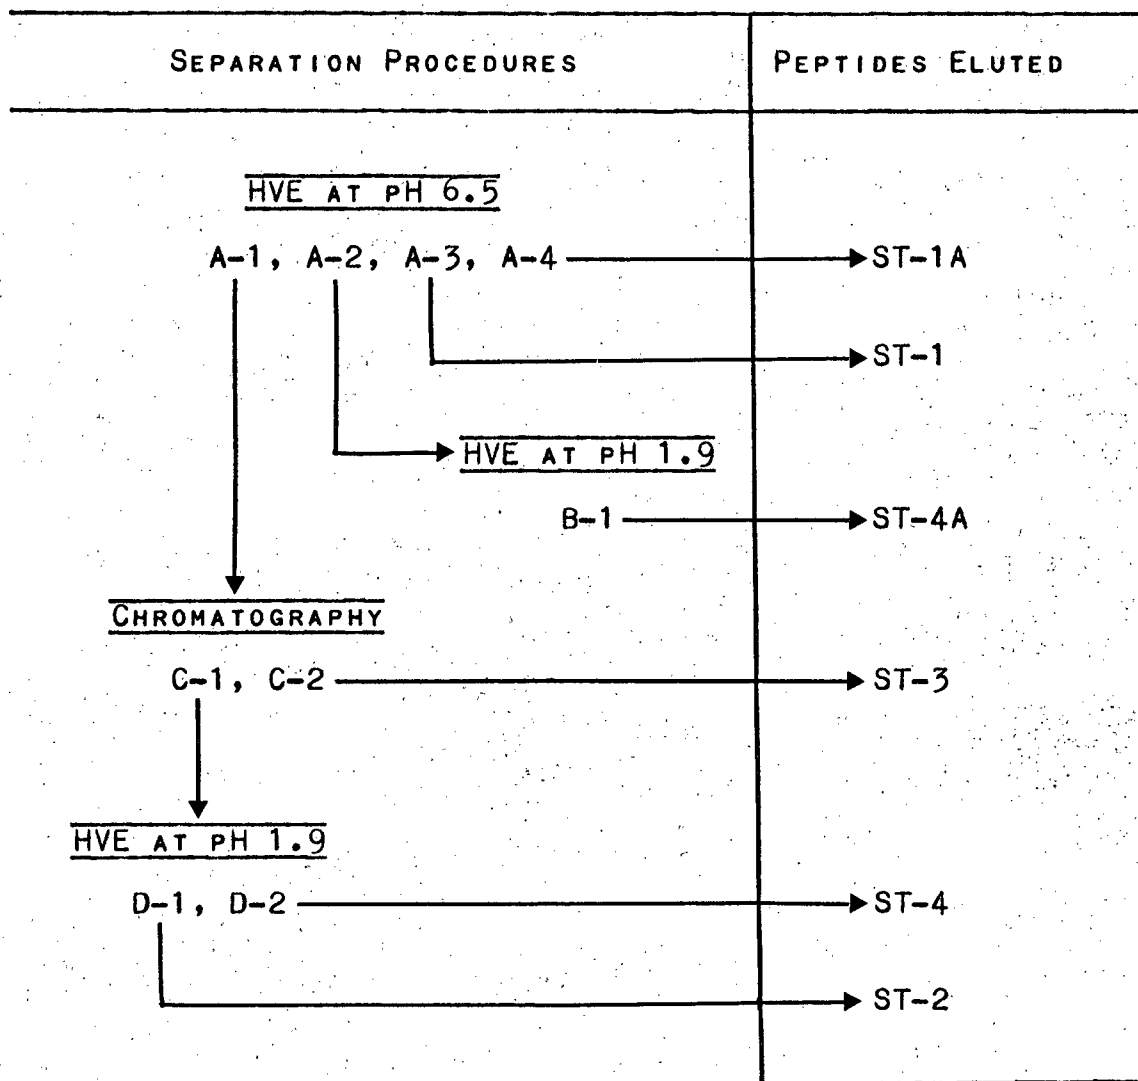 SEPARATION PROCEDURES PEPTIDES ELUTED
HVE AT PH 6.5
A-1, A-2, A-3, A-4 ST-1A
ST-1
HVE AT PH 1.9
B-1 ST-4A
CHROMATOGRAPHY
C-1, C-2 ST-3
HVE AT PH 1.9
D-1, D-2 ST-4
ST-2